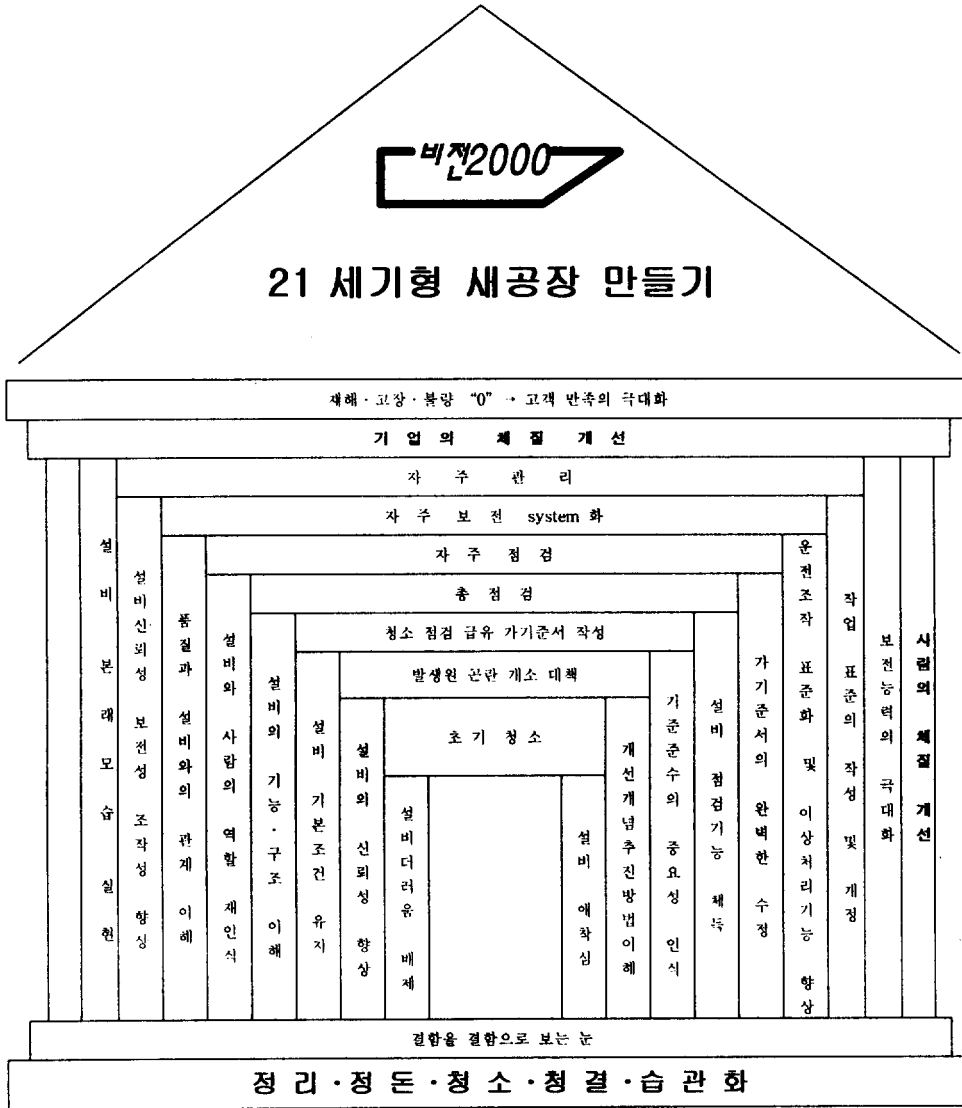 비전2000
21 세기형 새공장 만들기
재해·고장·불량 “0” → 고객 만족의 극대화
기 업 의 체 질 개 선
자 주 관 리
자 주 보 전 system 화
자 주 점 검
총 점 검
청소 점검 급유 가기준서 작성
발생원 곤란 개소 대책
초 기 청 소
설 비 본 래 모 습 실 현
설비신뢰성 보전성 조작성 향상
품질과 설비와의 관계 이해
설비와 사람의 역할 재인식
설비의 기능·구조 이해
설비 기본조건 유지
설비의 신뢰성 향상
설비더러움 배제
설비 애착심
개선개념추진방법이해
기준준수의 중요성 인식
설비 점검기능 체득
가기준서의 완벽한 수정
운전조작 표준화 및 이상처리기능 향상
작업 표준의 작성 및 개정
보전능력의 극대화
사람의 체질 개선
결함을 결함으로 보는 눈
정 리 · 정 돈 · 청 소 · 청 결 · 습 관 화